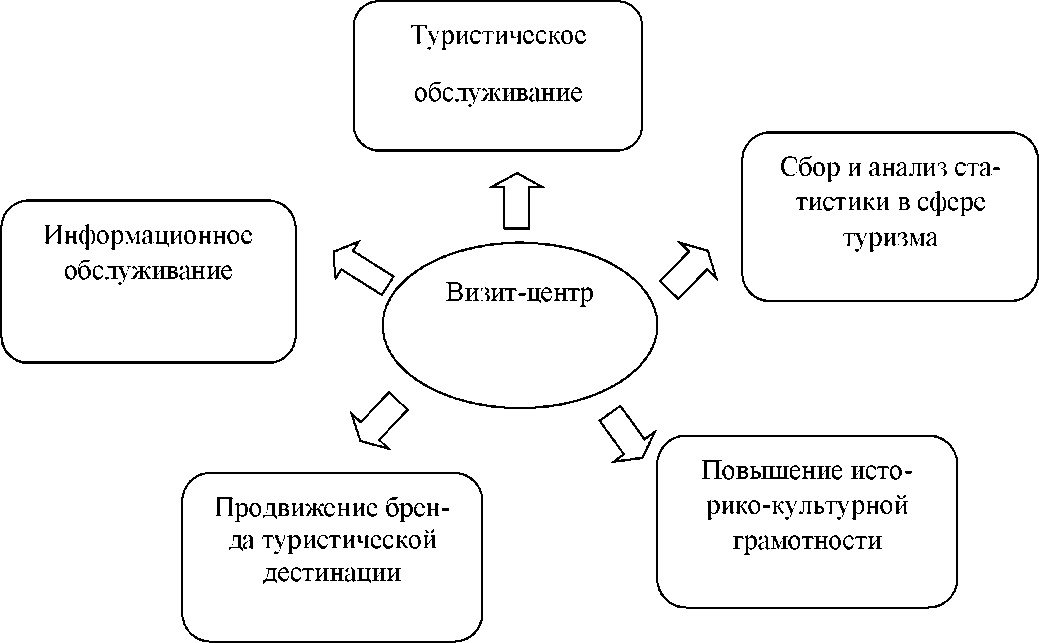 Туристическое
обслуживание
Сбор и анализ ста-
тистики в сфере
туризма
Информационное
обслуживание
Визит-центр
Повышение исто-
рико-культурной
грамотности
Продвижение брен-
да туристической
дестинации